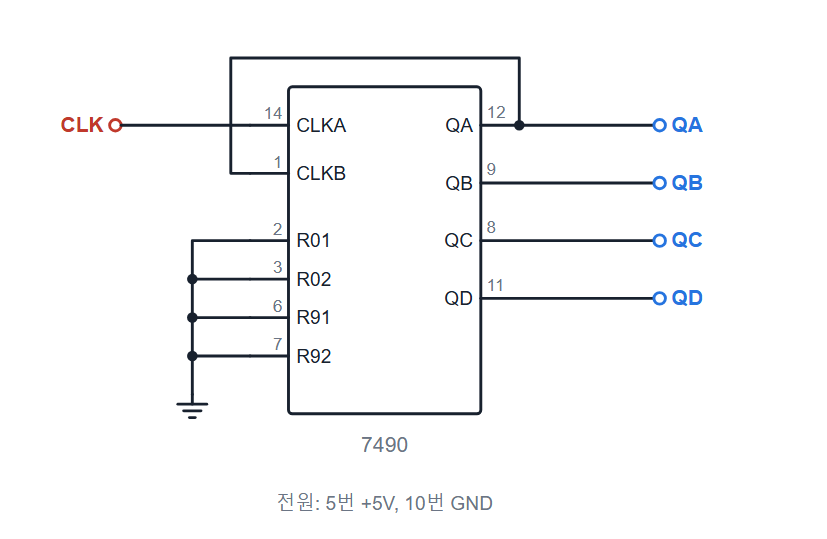 14
12
CLK
CLKA
QA
QA
1
CLKB
9
QB
QB
2
R01
8
QC
QC
3
R02
11
QD
QD
6
R91
7
R92
7490
전원: 5번 +5V, 10번 GND